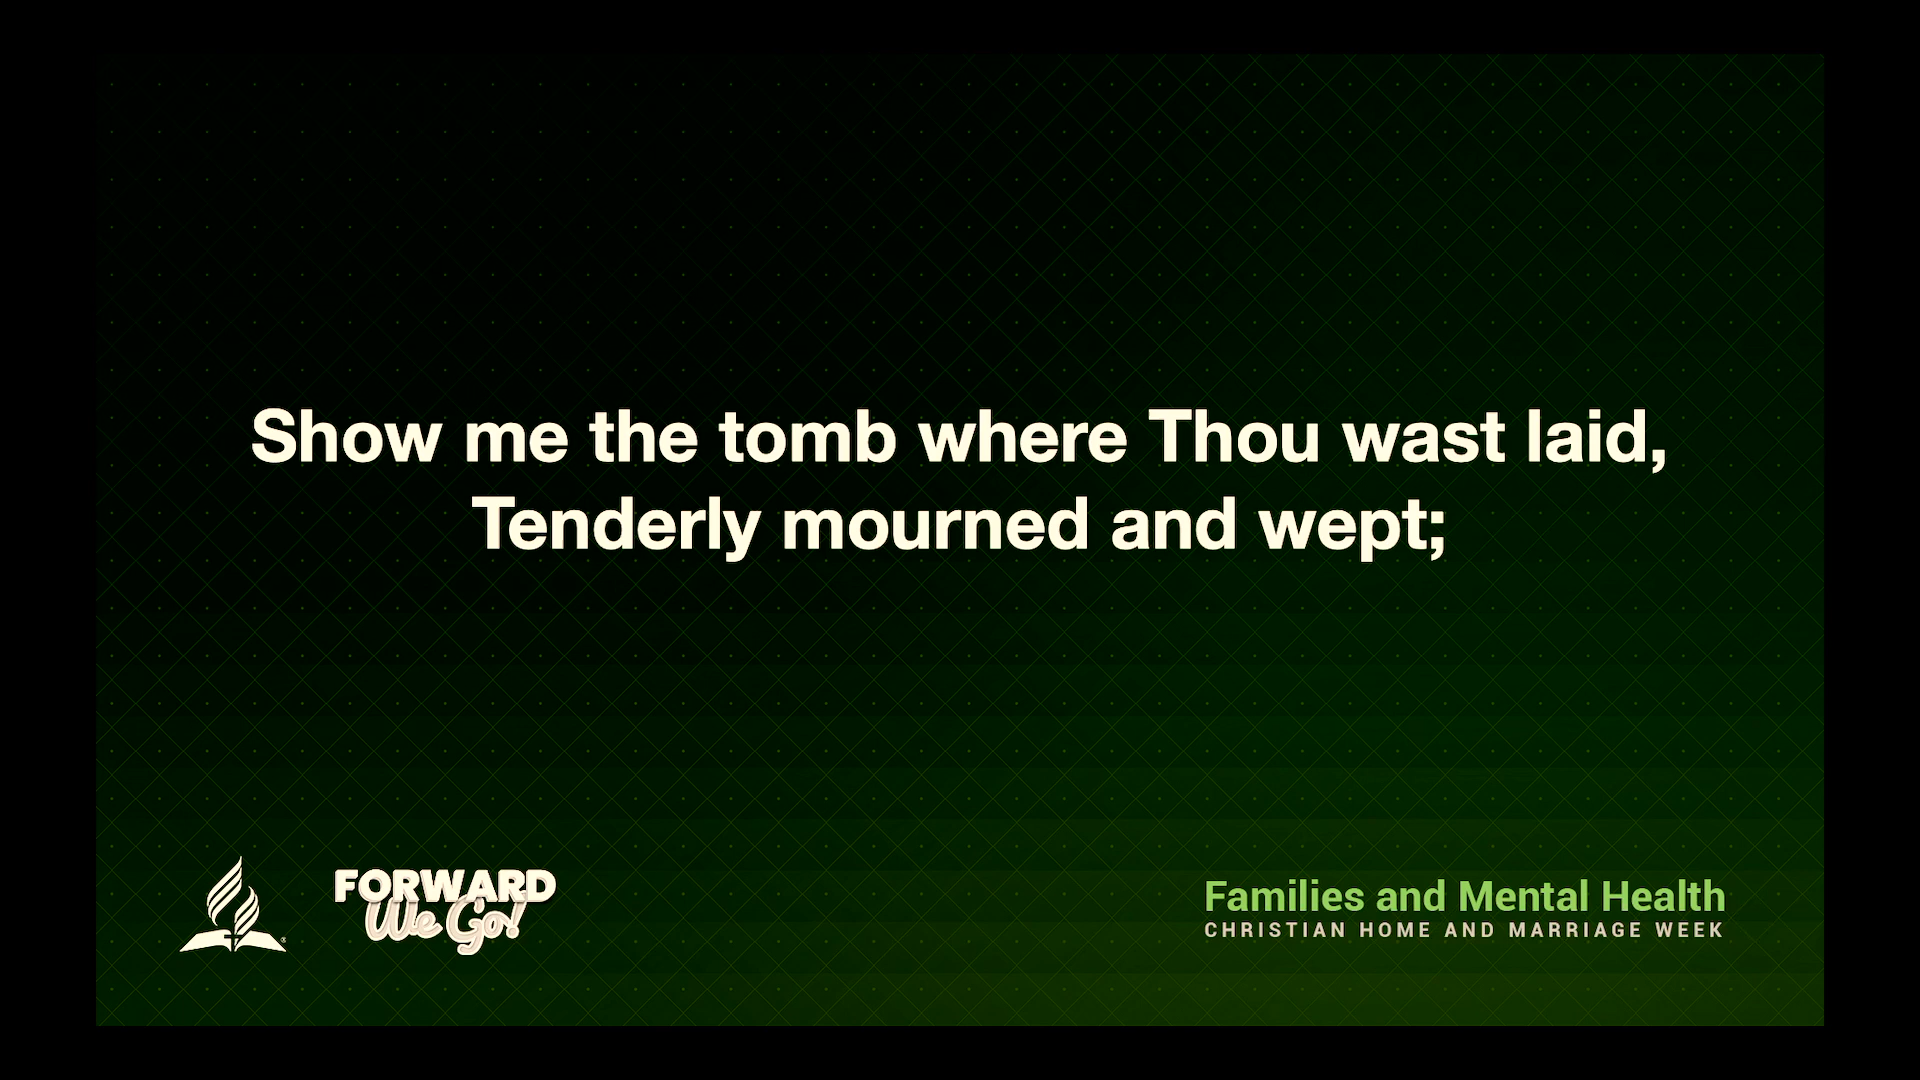 Show me the tomb where Thou wast laid,
Tenderly mourned and wept;
FORWARD
We Go!
Families and Mental Health
CHRISTIAN HOME AND MARRIAGE WEEK